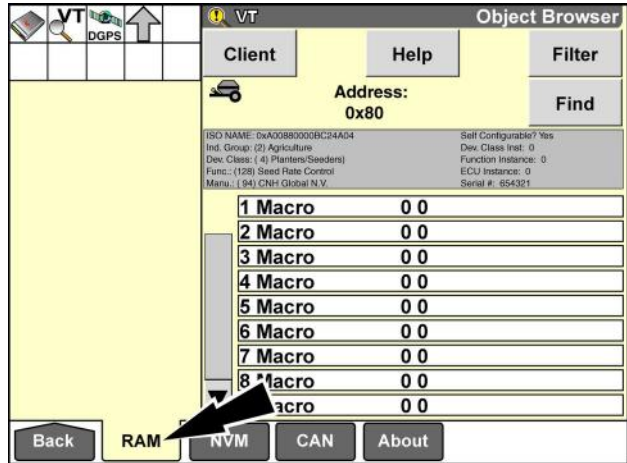 VT
DGPS
VT
Object Browser
Client
Help
Filter
Address:
0x80
Find
ISO NAME: 0xA00880000BC24A04
Ind. Group: (2) Agriculture
Dev. Class: ( 4) Planters/Seeders)
Func.: (128) Seed Rate Control
Manu.: ( 94) CNH Global N.V.
Self Configurable? Yes
Dev. Class Inst: 0
Function Instance: 0
ECU Instance: 0
Serial #: 654321
1 Macro 0 0
2 Macro 0 0
3 Macro 0 0
4 Macro 0 0
5 Macro 0 0
6 Macro 0 0
7 Macro 0 0
8 Macro 0 0
acro 0 0
Back
RAM
NVM
CAN
About